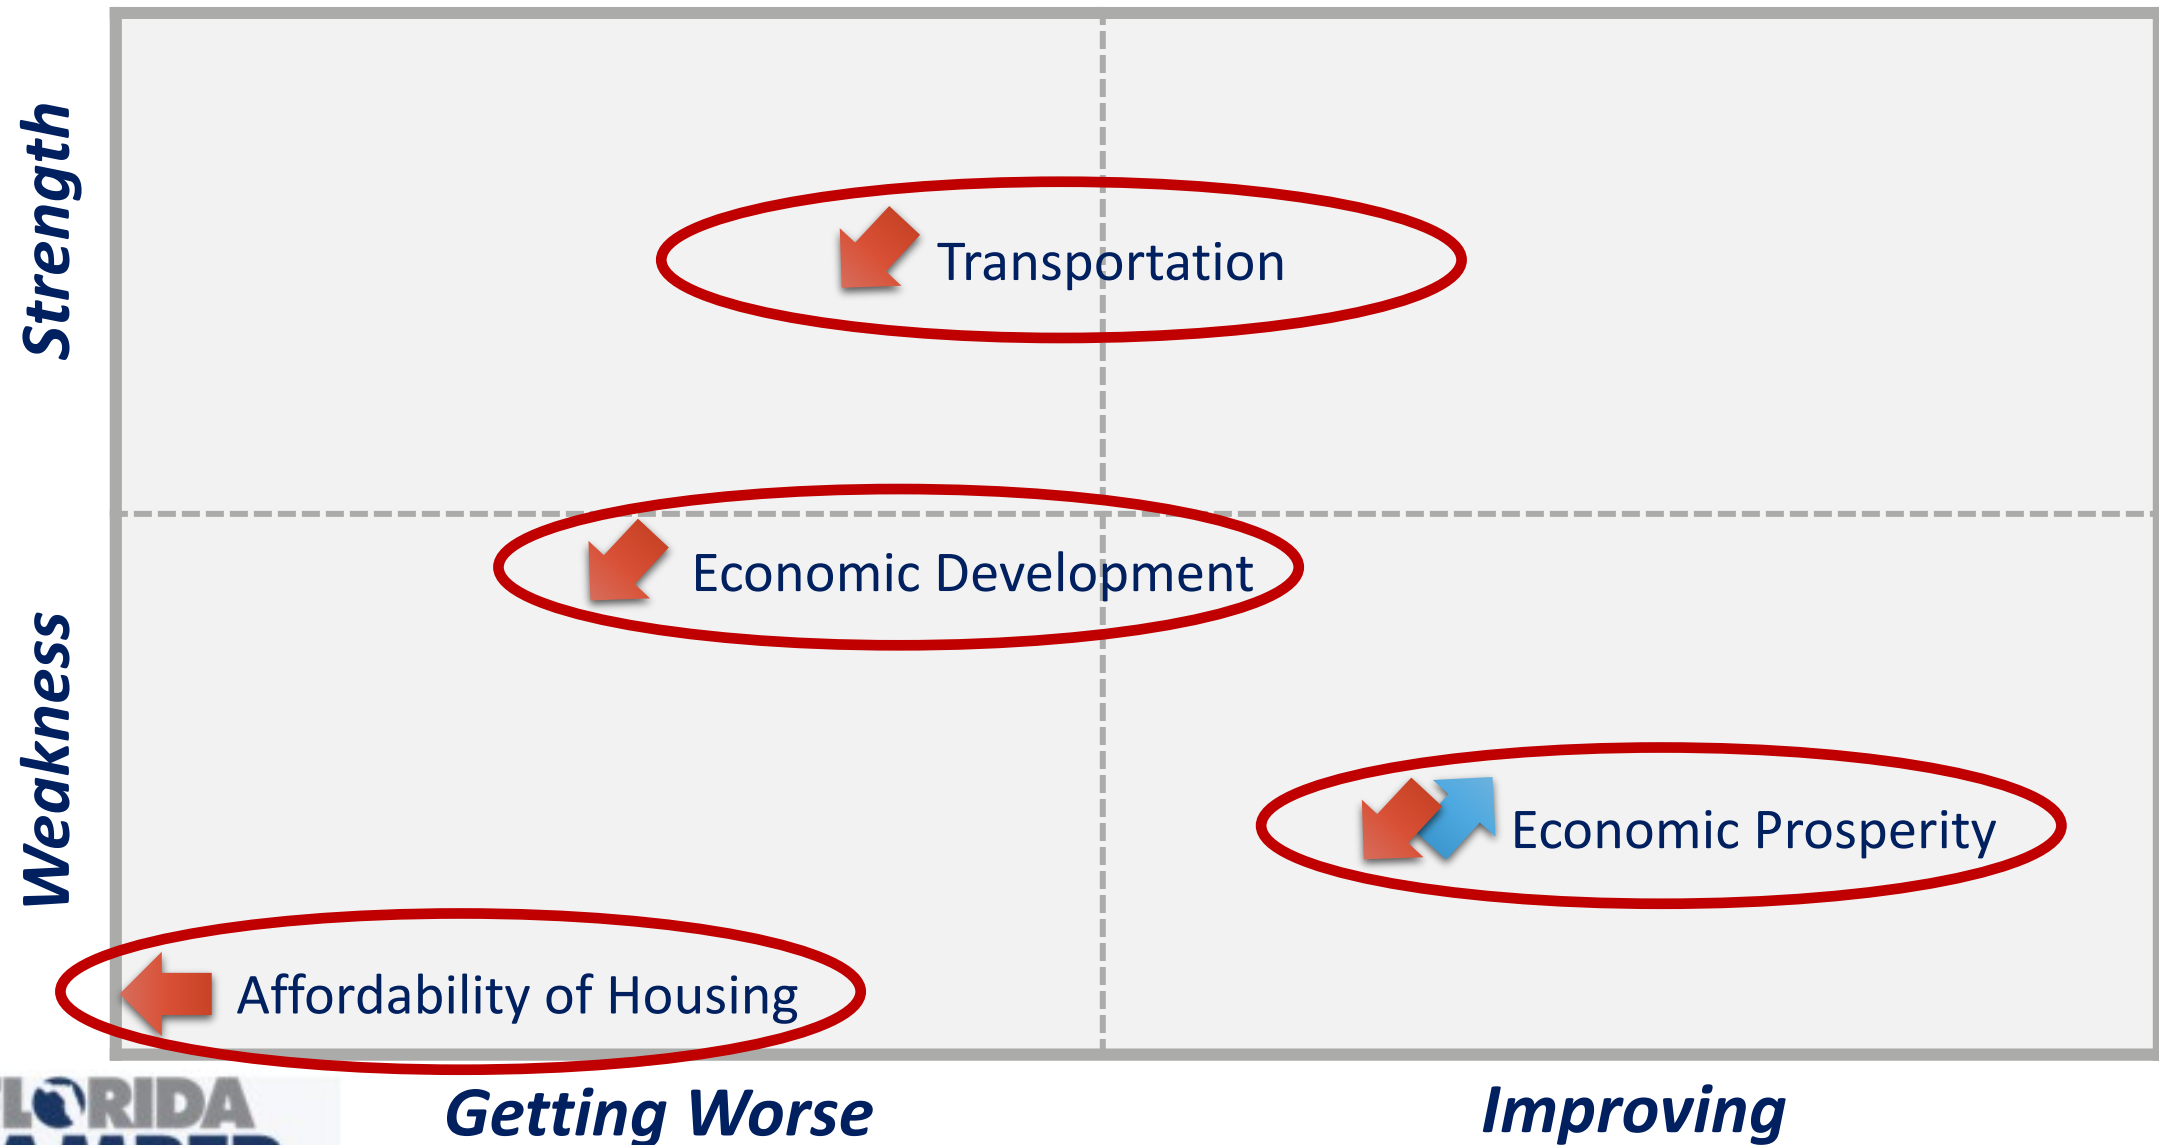 Strength
Transportation
Economic Development
Weakness
Economic Prosperity
Affordability of Housing
Getting Worse
Improving